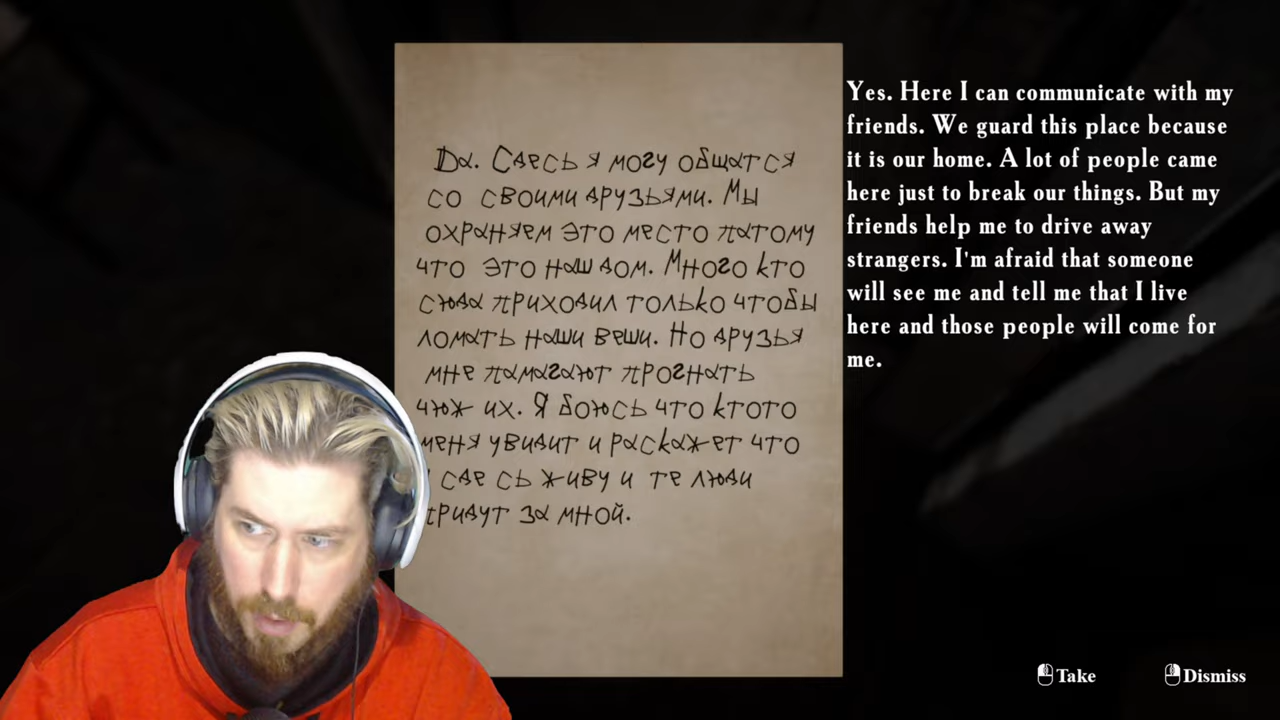 Да. Сдесь я могу общатся
со своими друзьями. Мы
охраняем это место патому
что это наш дом. Много кто
сюда приходил только чтобы
ломать наши веши. Но друзья
мне памагают прогнать
чюж их. Я боюсь что ктото
меня увидит и раскажет что
сде сь живу и те люди
придут за мной.
Yes. Here I can communicate with my
friends. We guard this place because
it is our home. A lot of people came
here just to break our things. But my
friends help me to drive away
strangers. I'm afraid that someone
will see me and tell me that I live
here and those people will come for
me.
Take
Dismiss